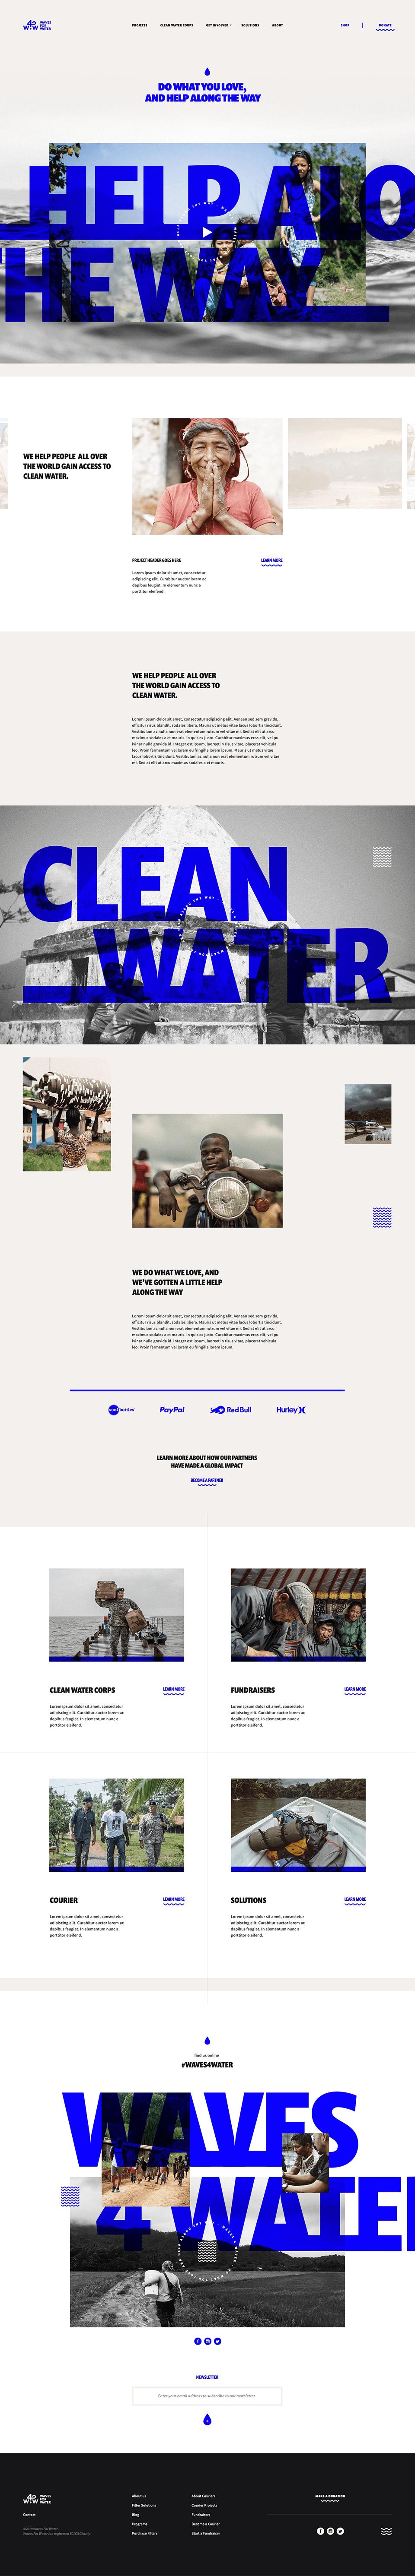 W4W WAVES
FOR
WATER
PROJECTS
CLEAN WATER CORPS
GET INVOLVED
SOLUTIONS
ABOUT
SHOP
DONATE
DO WHAT YOU LOVE,
AND HELP ALONG THE WAY
HELP ALO
HE WAY
WE HELP PEOPLE ALL OVER
THE WORLD GAIN ACCESS TO
CLEAN WATER.
PROJECT HEADER GOES HERE
LEARN MORE
Lorem ipsum dolor sit amet, consectetur
adipiscing elit. Curabitur auctor lorem ac
dapibus feugiat. In elementum nunc a
porttitor eleifend.
WE HELP PEOPLE ALL OVER
THE WORLD GAIN ACCESS TO
CLEAN WATER.
Lorem ipsum dolor sit amet, consectetur adipiscing elit. Aenean sed sem gravida,
efficitur risus blandit, sodales mauris. Mauris ut metus morbi tincidunt tincidunt.
Vestibulum ac nulla non erat elementum rutrum vel vitae mi. Sed at elit at arcu
maximus sodales a et mauris. In quis ex justo. Curabitur maximus eros elit, vel pu
lvinar nulla gravida id. Integer est ipsum, laoreet in risus vitae, placerat vehicula
leo. Proin fermentum vel lorem eu fringilla lorem ipsum. Mauris ut metus tincidunt
tincidunt. Vestibulum ac nulla non erat elementum rutrum vel vitae
mi. Sed at elit at arcu maximus sodales a et mauris.
CLEAN
WATER
WE DO WHAT WE LOVE, AND
WE'VE GOTTEN A LITTLE HELP
ALONG THE WAY
Lorem ipsum dolor sit amet, consectetur adipiscing elit. Aenean sed sem gravida,
efficitur risus blandit, sodales mauris. Mauris ut metus tincidunt tincidunt.
Vestibulum ac nulla non erat elementum rutrum vel vitae mi. Sed at elit at arcu
maximus sodales a et mauris. In quis ex justo. Curabitur maximus eros elit, vel
pulvinar nulla gravida id. Integer est ipsum, laoreet in risus vitae, placerat vehicula
leo. Proin fermentum vel lorem eu fringilla lorem ipsum.
bottles
PayPal
Red Bull
Hurley
LEARN MORE ABOUT HOW OUR PARTNERS
HAVE MADE A GLOBAL IMPACT
BECOME A PARTNER
CLEAN WATER CORPS
LEARN MORE
Lorem ipsum dolor sit amet, consectetur
adipiscing elit. Curabitur auctor lorem ac
dapibus feugiat. In elementum nunc a
porttitor eleifend.
FUNDRAISERS
LEARN MORE
Lorem ipsum dolor sit amet, consectetur
adipiscing elit. Curabitur auctor lorem ac
dapibus feugiat. In elementum nunc a
porttitor eleifend.
COURIER
LEARN MORE
Lorem ipsum dolor sit amet, consectetur
adipiscing elit. Curabitur auctor lorem ac
dapibus feugiat. In elementum nunc a
porttitor eleifend.
SOLUTIONS
LEARN MORE
Lorem ipsum dolor sit amet, consectetur
adipiscing elit. Curabitur auctor lorem ac
dapibus feugiat. In elementum nunc a
porttitor eleifend.
find us online
#WAVES4WATER
WAVES
4 WATE
NEWSLETTER
Enter your email address to subscribe to our newsletter
W4W WAVES
FOR
WATER
Contact
Waves For Water
About us
Filter Solutions
Blog
Programs
Purchase Filters
About Couriers
Courier Projects
Fundraisers
Become a Courier
Start a Fundraiser
MAKE A DONATION